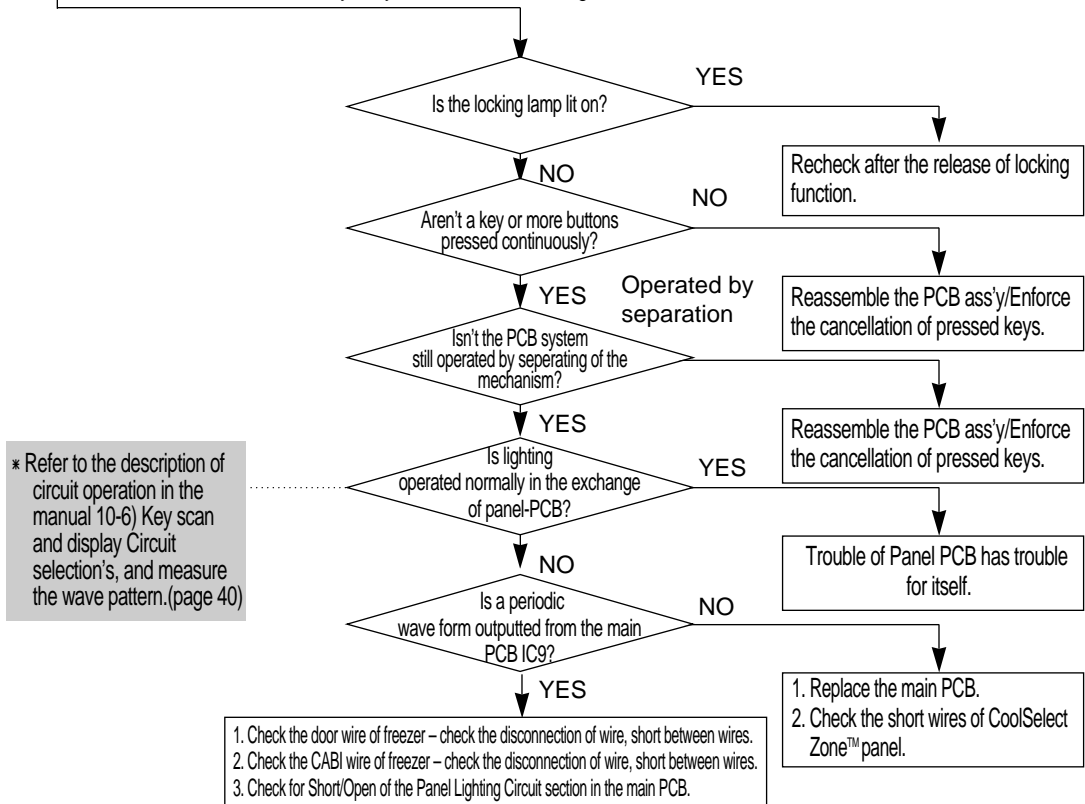 Is the locking lamp lit on?
YES
Recheck after the release of locking
function.
NO
Aren't a key or more buttons
pressed continuously?
NO
Reassemble the PCB ass'y/Enforce
the cancellation of pressed keys.
YES
Operated by
separation
Isn't the PCB system
still operated by seperating of the
mechanism?
Reassemble the PCB ass'y/Enforce
the cancellation of pressed keys.
YES
* Refer to the description of
circuit operation in the
manual 10-6) Key scan
and display Circuit
selection's, and measure
the wave pattern.(page 40)
Is lighting
operated normally in the exchange
of panel-PCB?
YES
Trouble of Panel PCB has trouble
for itself.
NO
Is a periodic
wave form outputted from the main
PCB IC9?
NO
1. Replace the main PCB.
2. Check the short wires of CoolSelect
Zone™ panel.
YES
1. Check the door wire of freezer – check the disconnection of wire, short between wires.
2. Check the CABI wire of freezer – check the disconnection of wire, short between wires.
3. Check for Short/Open of the Panel Lighting Circuit section in the main PCB.